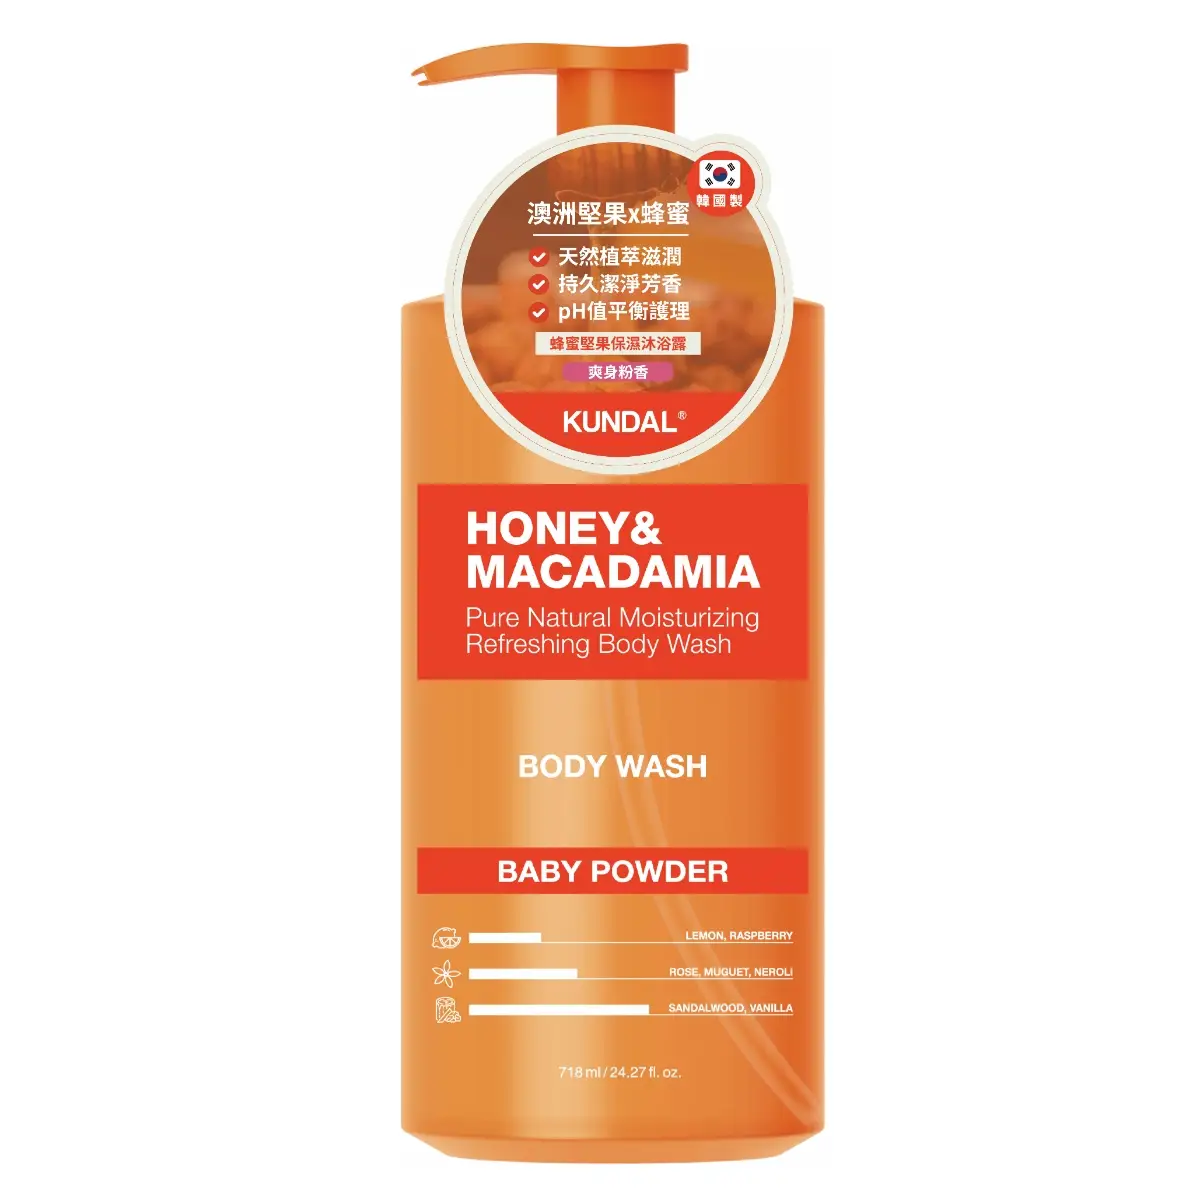 韓國製
澳洲堅果x蜂蜜
天然植萃滋潤
持久潔淨芳香
pH值平衡護理
蜂蜜堅果保濕沐浴露
爽身粉香
KUNDAL®
HONEY&
MACADAMIA
Pure Natural Moisturizing
Refreshing Body Wash
BODY WASH
BABY POWDER
LEMON, RASPBERRY
ROSE, MUGUET, NEROLI
SANDALWOOD, VANILLA
718 ml / 24.27 fl. oz.